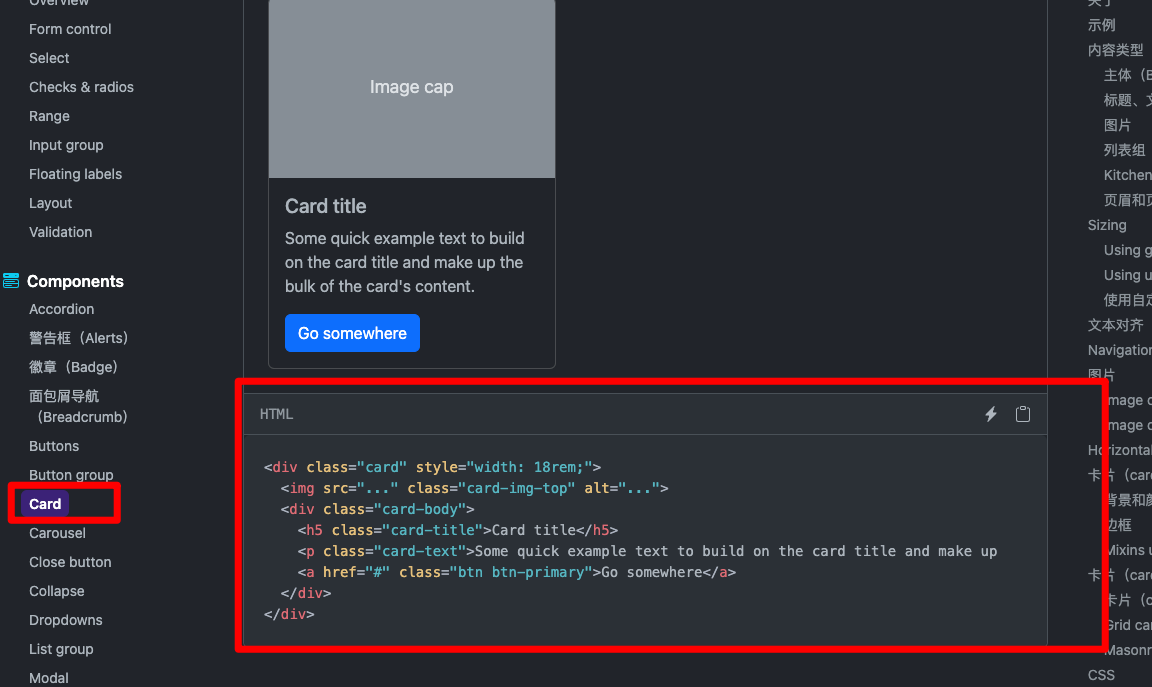 Overview
Form control
Select
Checks & radios
Range
Input group
Floating labels
Layout
Validation
Components
Accordion
警告框（Alerts）
徽章（Badge）
面包屑导航
（Breadcrumb）
Buttons
Button group
Card
Carousel
Close button
Collapse
Dropdowns
List group
Modal
Image cap
Card title
Some quick example text to build
on the card title and make up the
bulk of the card's content.
Go somewhere
HTML
<div class="card" style="width: 18rem;">
  <img src="..." class="card-img-top" alt="...">
  <div class="card-body">
    <h5 class="card-title">Card title</h5>
    <p class="card-text">Some quick example text to build on the card title and make up
    <a href="#" class="btn btn-primary">Go somewhere</a>
  </div>
</div>
关于
示例
内容类型
主体（B
标题、文
图片
列表组
Kitchen
页眉和页
Sizing
Using g
Using u
使用自定
文本对齐
Navigation
图片
mage c
mage c
Horizontal
卡片（card
背景和颜
边框
Mixins u
卡片（card
卡片（c
Grid car
Masonr
CSS